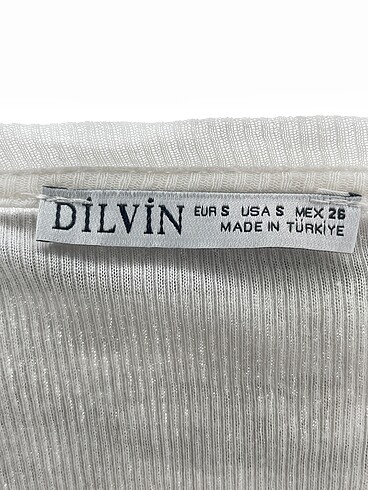 DİLVİN
EUR S USA S MEX 26
MADE IN TÜRKİYE